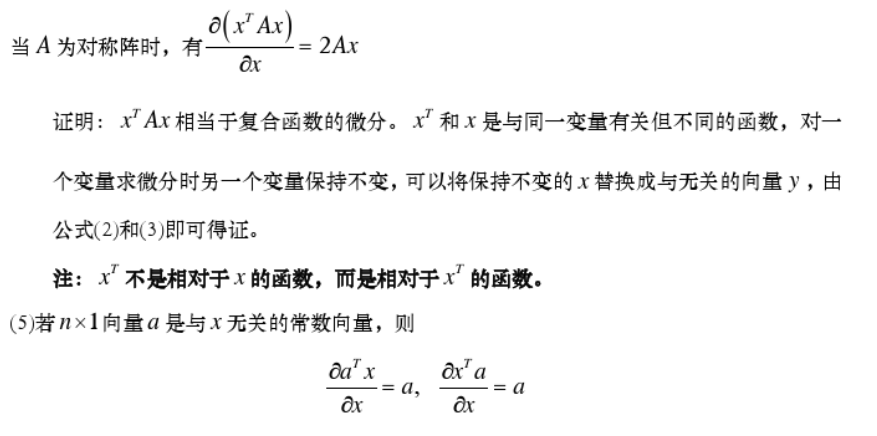 当 A 为对称阵时，有 ∂(x^T Ax)/∂x = 2Ax
证明： x^T Ax 相当于复合函数的微分。 x^T 和 x 是与同一变量有关但不同的函数，对一
个变量求微分时另一个变量保持不变，可以将保持不变的 x 替换成与无关的向量 y ，由
公式(2)和(3)即可得证。
注： x^T 不是相对于 x 的函数，而是相对于 x^T 的函数。
(5)若 n×1向量 a 是与 x 无关的常数向量，则
∂a^T x/∂x = a, ∂x^T a/∂x = a